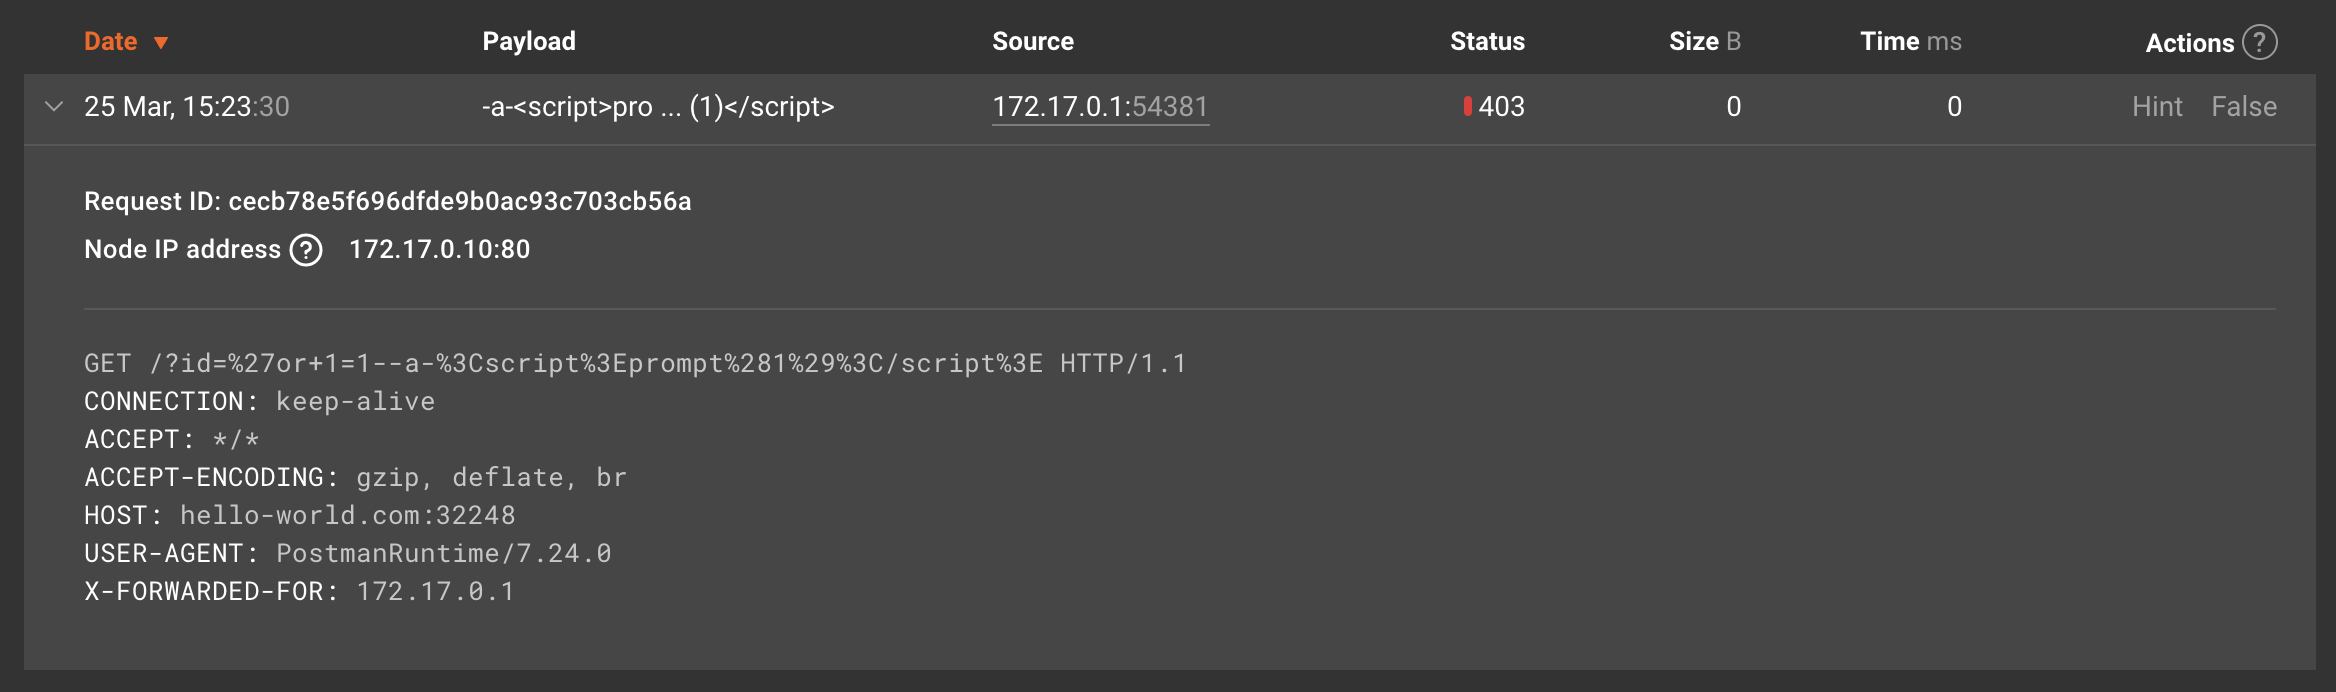 Date ▼ Payload Source Status Size B Time ms Actions ?
25 Mar, 15:23:30 -a-<script>pro ... (1)</script> 172.17.0.1:54381 403 0 0 Hint False
Request ID: cecb78e5f696dfde9b0ac93c703cb56a
Node IP address ? 172.17.0.10:80
GET /?id=%27or+1=1--a-%3Cscript%3Eprompt%281%29%3C/script%3E HTTP/1.1
CONNECTION: keep-alive
ACCEPT: */*
ACCEPT-ENCODING: gzip, deflate, br
HOST: hello-world.com:32248
USER-AGENT: PostmanRuntime/7.24.0
X-FORWARDED-FOR: 172.17.0.1